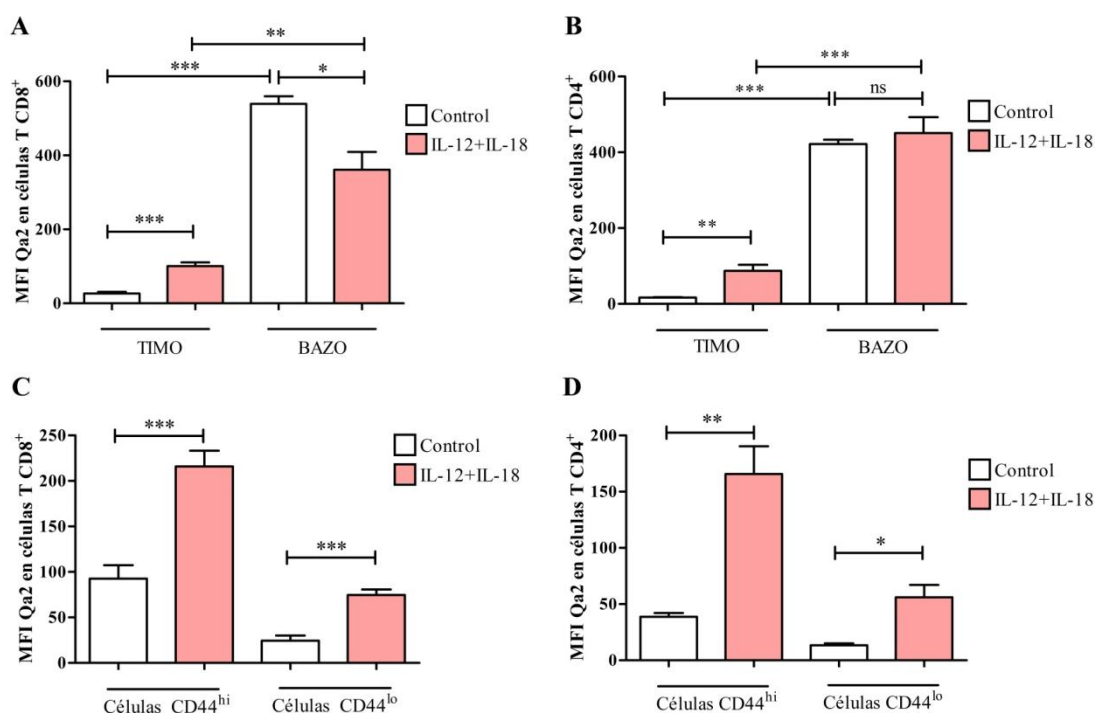 A
MFI Qa2 en células T CD8⁺
600
400
200
0
***
**
***
*
Control
IL-12+IL-18
TIMO
BAZO
B
MFI Qa2 en células T CD4⁺
600
400
200
0
**
***
***
ns
Control
IL-12+IL-18
TIMO
BAZO
C
MFI Qa2 en células T CD8⁺
250
200
150
100
50
0
***
***
Control
IL-12+IL-18
Células CD44ʰⁱ
Células CD44ˡᵒ
D
MFI Qa2 en células T CD4⁺
200
150
100
50
0
**
*
Control
IL-12+IL-18
Células CD44ʰⁱ
Células CD44ˡᵒ